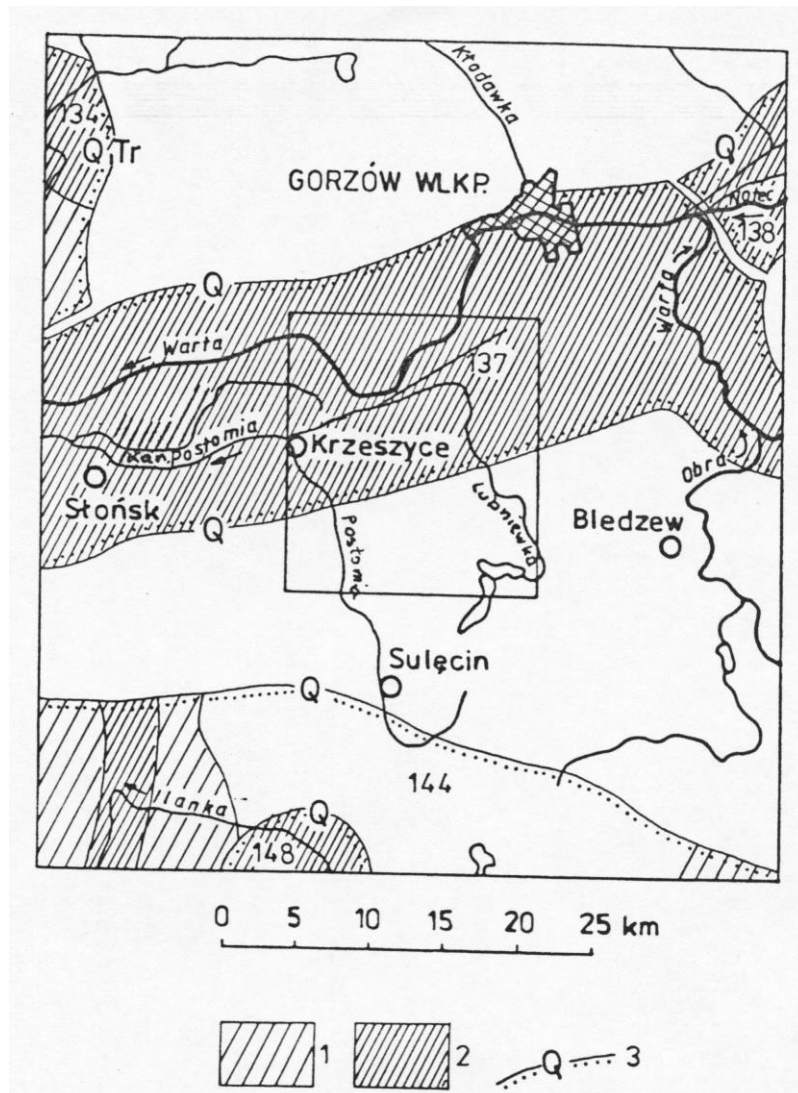 Kłodawka
134
Q Tr
Q
GORZÓW WLKP.
Noteć
138
Q
Warta
Warta
137
Kan. Postomia
Krzeszyce
Obra
Słońsk
Lubniewka
Q
Postomia
Bledzew
Sulęcin
Q
144
Ilanka
Q
148
0 5 10 15 20 25 km
1 2 Q 3